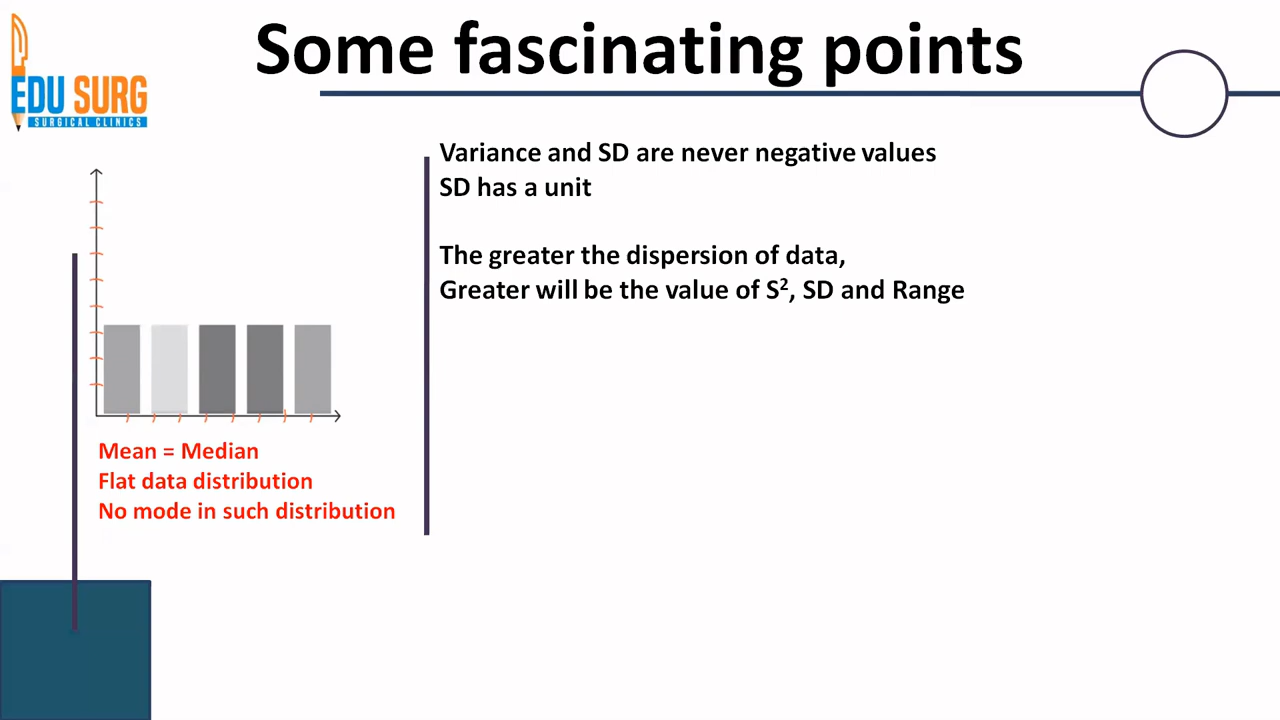 Some fascinating points
EDU SURG
SURGICAL CLINICS
Variance and SD are never negative values
SD has a unit
The greater the dispersion of data,
Greater will be the value of S², SD and Range
Mean = Median
Flat data distribution
No mode in such distribution